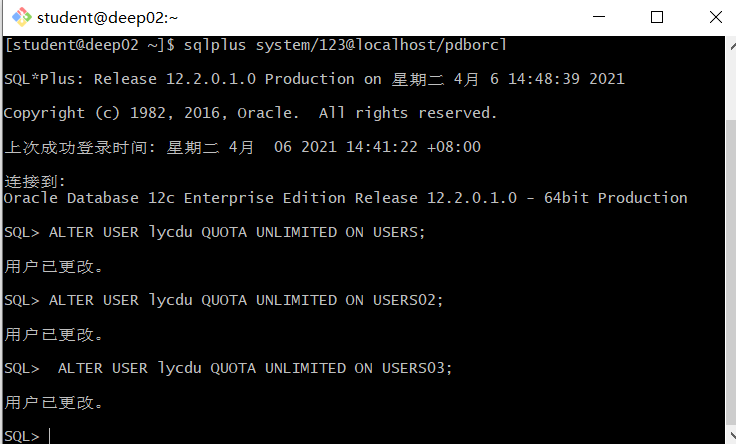 student@deep02:~
[student@deep02 ~]$ sqlplus system/123@localhost/pdborcl
SQL*Plus: Release 12.2.0.1.0 Production on 星期二 4月 6 14:48:39 2021
Copyright (c) 1982, 2016, Oracle.  All rights reserved.
上次成功登录时间: 星期二 4月  06 2021 14:41:22 +08:00
连接到:
Oracle Database 12c Enterprise Edition Release 12.2.0.1.0 - 64bit Production
SQL> ALTER USER lycdu QUOTA UNLIMITED ON USERS;
用户已更改。
SQL> ALTER USER lycdu QUOTA UNLIMITED ON USERS02;
用户已更改。
SQL>  ALTER USER lycdu QUOTA UNLIMITED ON USERS03;
用户已更改。
SQL>